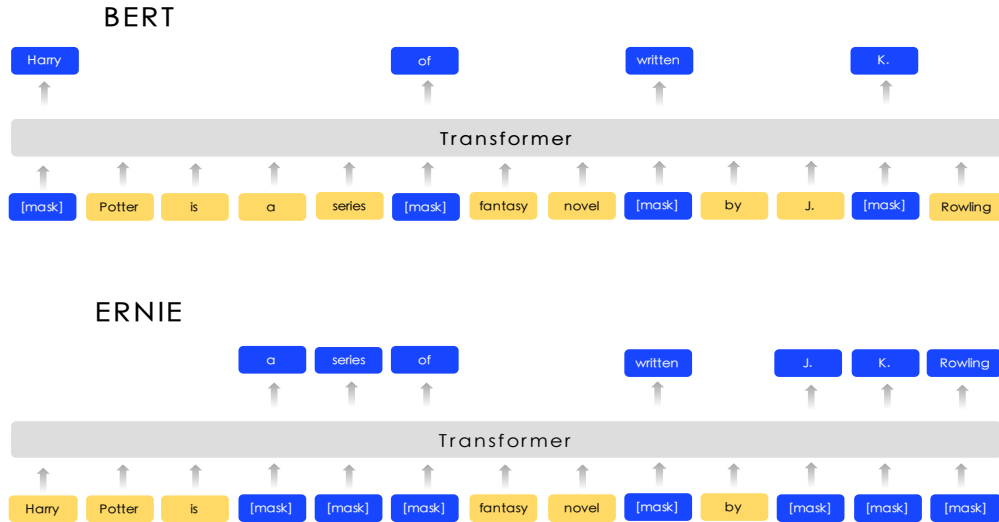 BERT
Harry of written K.
Transformer
[mask] Potter is a series [mask] fantasy novel [mask] by J. [mask] Rowling
ERNIE
a series of written J. K. Rowling
Transformer
Harry Potter is [mask] [mask] [mask] fantasy novel [mask] by [mask] [mask] [mask]